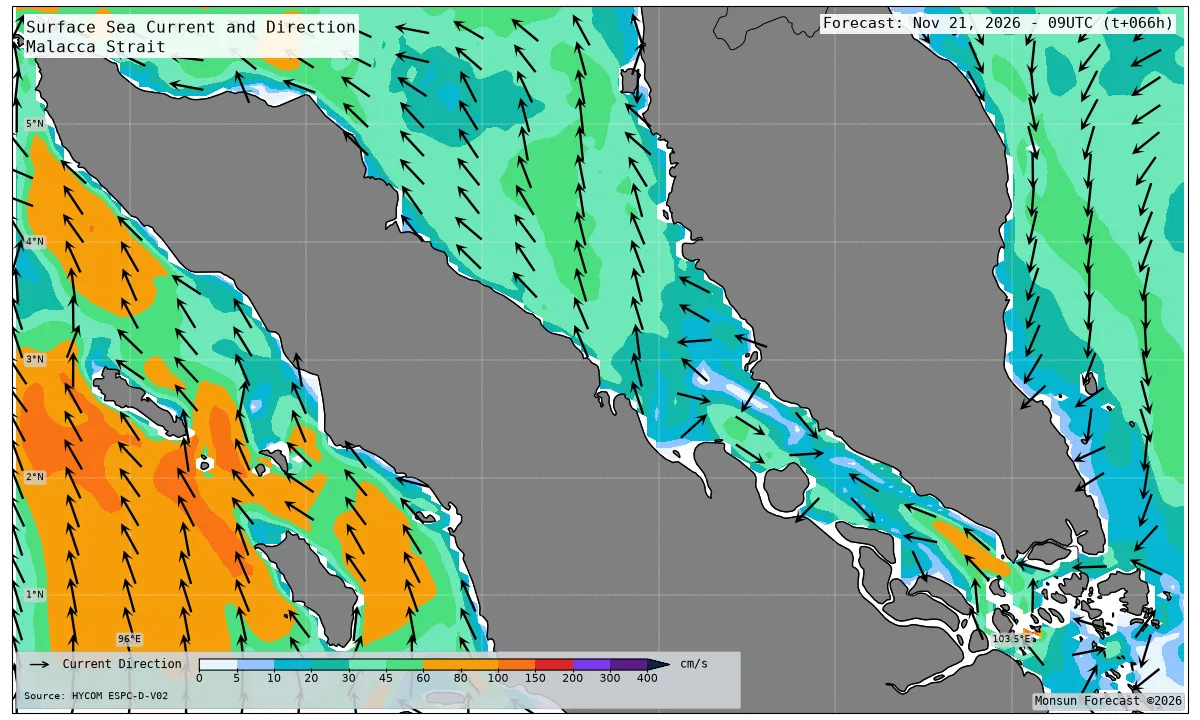 Surface Sea Current and Direction
Malacca Strait
Forecast: Nov 21, 2026 - 09UTC (t+066h)
5°N
4°N
3°N
2°N
1°N
96°E
103.5°E
Current Direction
0 5 10 20 30 45 60 80 100 150 200 300 400
cm/s
Source: HYCOM ESPC-D-V02
Monsun Forecast ©2026